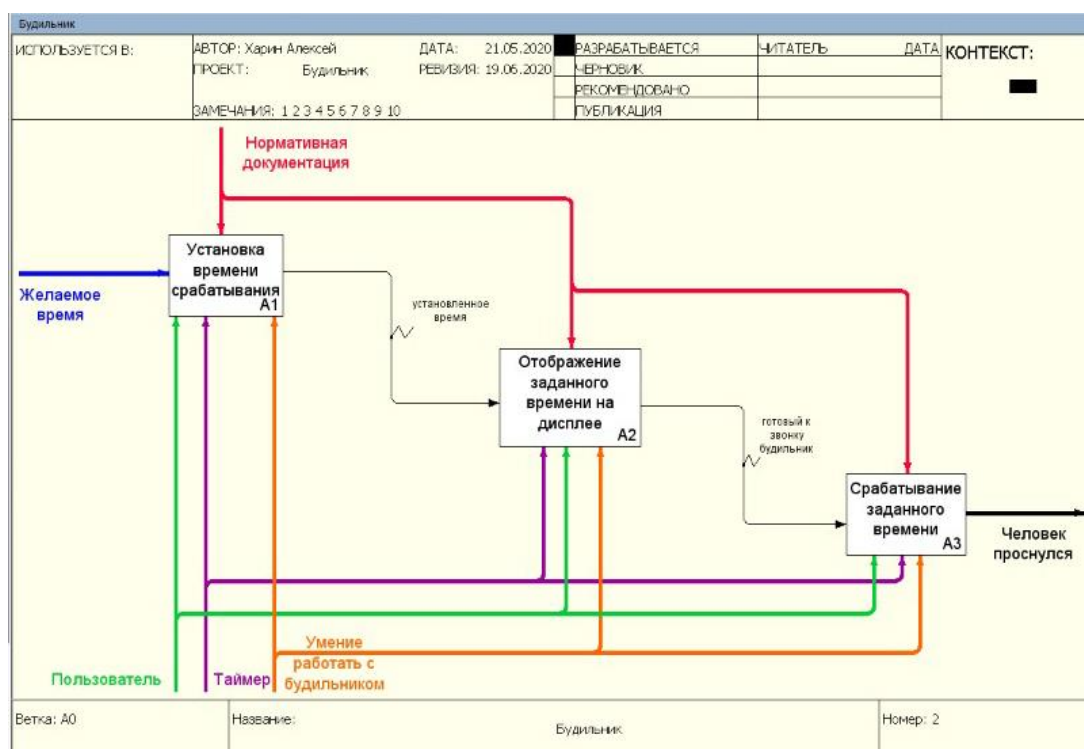 Будильник
ИСПОЛЬЗУЕТСЯ В:
АВТОР: Харин Алексей
ДАТА: 21.05.2020
ПРОЕКТ: Будильник
РЕВИЗИЯ: 19.06.2020
ЗАМЕЧАНИЯ: 1 2 3 4 5 6 7 8 9 10
РАЗРАБАТЫВАЕТСЯ
ЧЕРНОВИК
РЕКОМЕНДОВАНО
ПУБЛИКАЦИЯ
ЧИТАТЕЛЬ
ДАТА
КОНТЕКСТ:
Нормативная
документация
Установка
времени
срабатывания
A1
Желаемое
время
установленное
время
Отображение
заданного
времени на
дисплее
A2
готовый к
звонку
будильник
Срабатывание
заданного
времени
A3
Человек
проснулся
Умение
работать с
будильником
Пользователь
Таймер
Ветка: A0
Название:
Будильник
Номер: 2